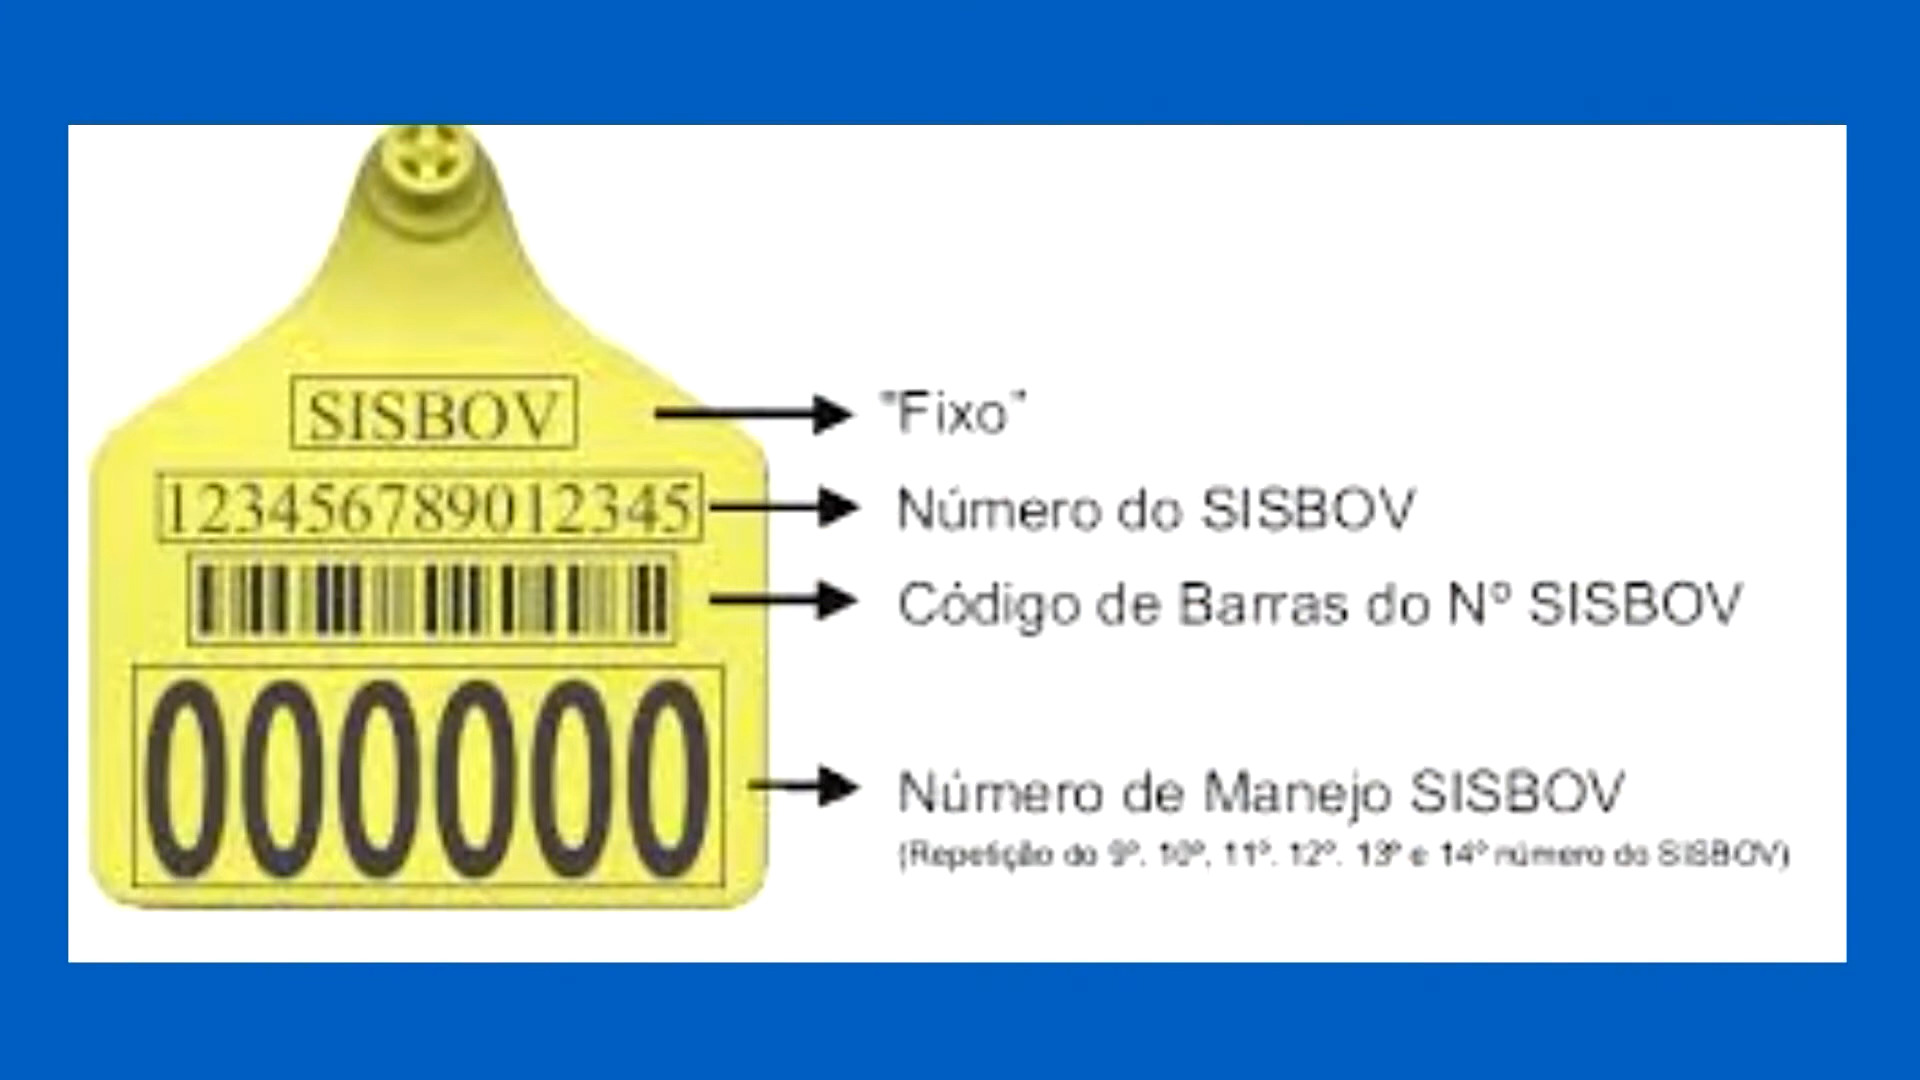 SISBOV
"Fixo"
123456789012345
Número do SISBOV
Código de Barras do Nº SISBOV
000000
Número de Manejo SISBOV
(Repetição do 9º. 10º. 11º. 12º. 13º e 14º número do SISBOV)